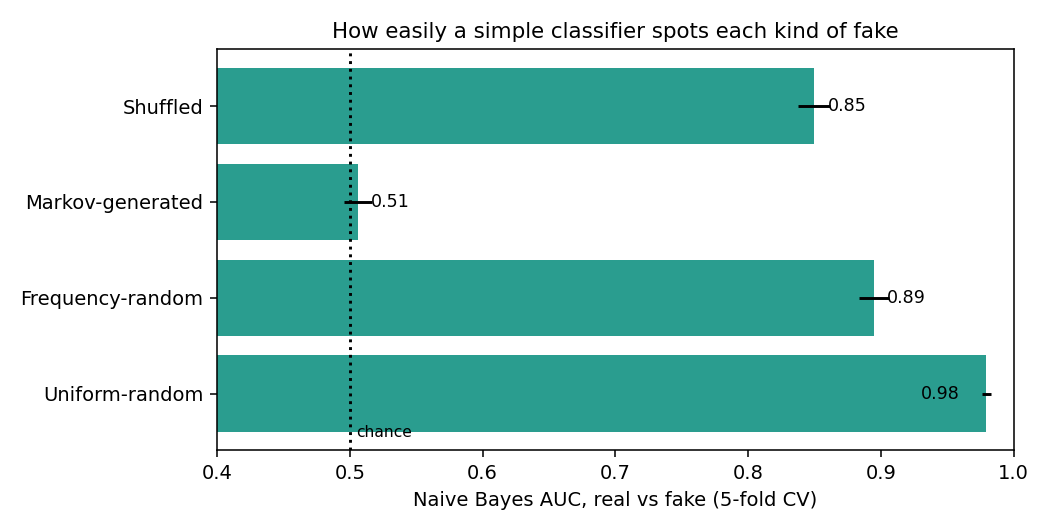 How easily a simple classifier spots each kind of fake
Shuffled
0.85
Markov-generated
0.51
Frequency-random
0.89
Uniform-random
0.98
chance
0.4 0.5 0.6 0.7 0.8 0.9 1.0
Naive Bayes AUC, real vs fake (5-fold CV)